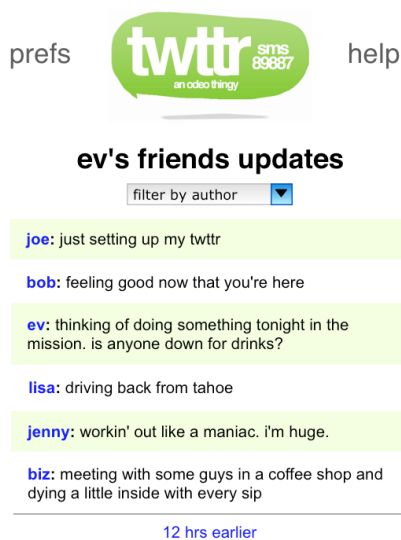 prefs
twttr
sms
89887
an odeo thingy
help
ev's friends updates
filter by author
joe: just setting up my twttr
bob: feeling good now that you're here
ev: thinking of doing something tonight in the
mission. is anyone down for drinks?
lisa: driving back from tahoe
jenny: workin' out like a maniac. i'm huge.
biz: meeting with some guys in a coffee shop and
dying a little inside with every sip
12 hrs earlier